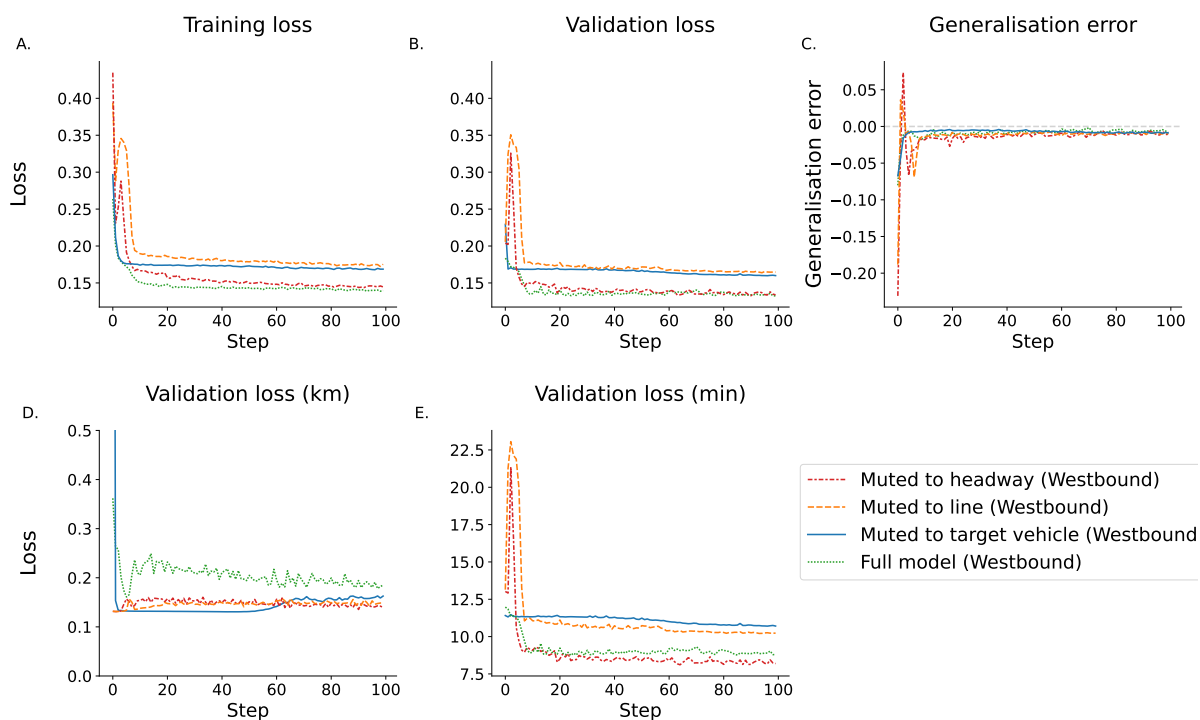 Training loss
Validation loss
Generalisation error
A.
B.
C.
0.40
0.35
0.30
0.25
0.20
0.15
Loss
0
20
40
60
80
100
Step
0.40
0.35
0.30
0.25
0.20
0.15
0
20
40
60
80
100
Step
0.05
0.00
−0.05
−0.10
−0.15
−0.20
Generalisation error
0
20
40
60
80
100
Step
Validation loss (km)
Validation loss (min)
D.
E.
0.5
0.4
0.3
0.2
0.1
0.0
Loss
0
20
40
60
80
100
Step
22.5
20.0
17.5
15.0
12.5
10.0
7.5
0
20
40
60
80
100
Step
Muted to headway (Westbound)
Muted to line (Westbound)
Muted to target vehicle (Westbound
Full model (Westbound)